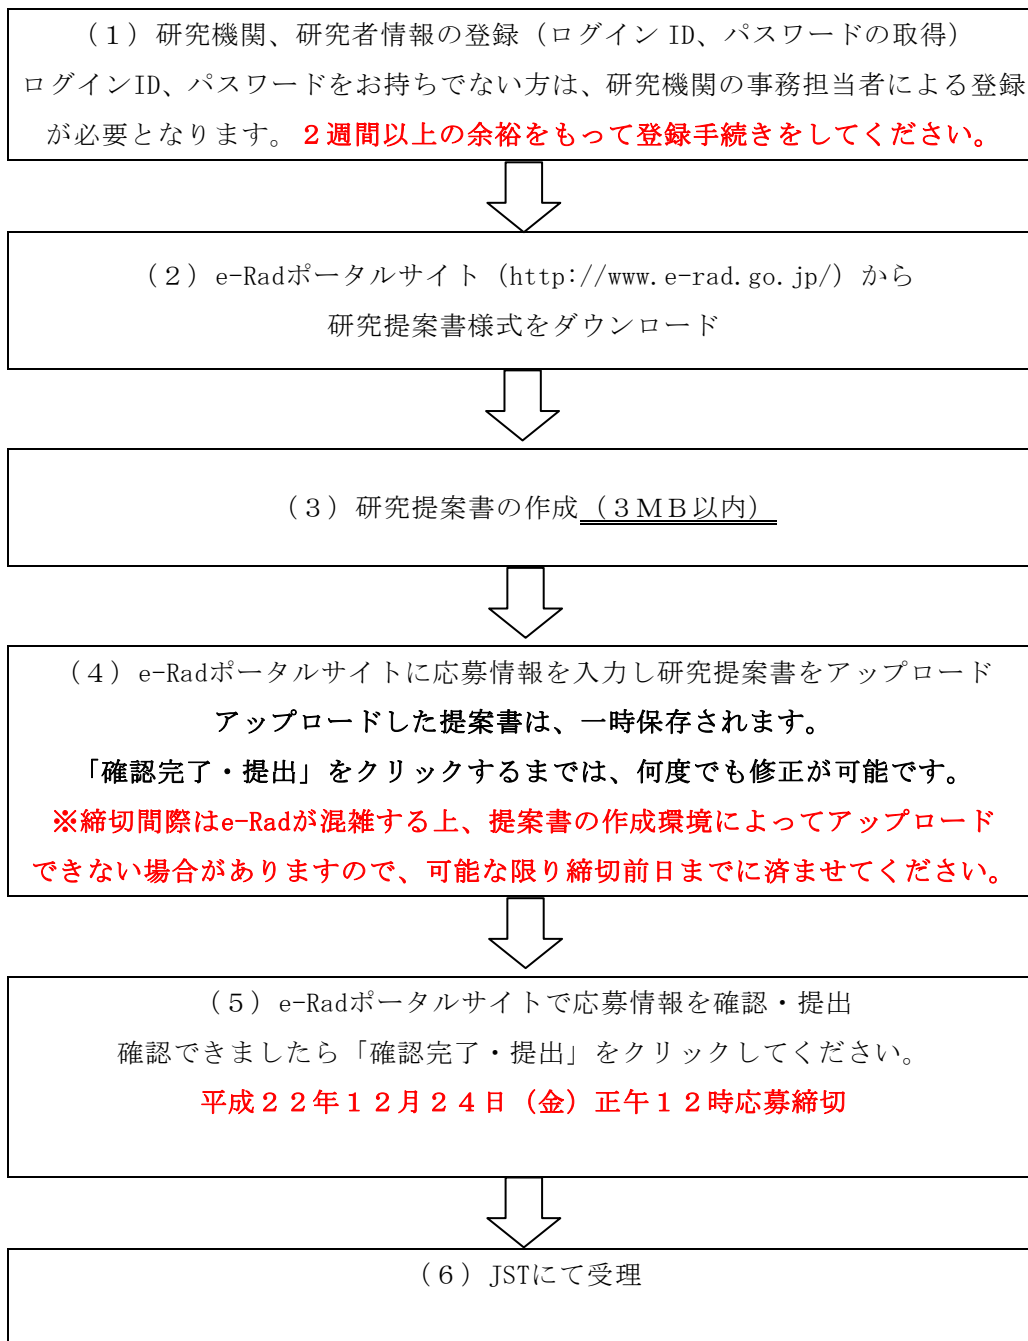 （１）研究機関、研究者情報の登録（ログイン ID、パスワードの取得）
ログインID、パスワードをお持ちでない方は、研究機関の事務担当者による登録
が必要となります。２週間以上の余裕をもって登録手続きをしてください。
（２）e-Radポータルサイト（http://www.e-rad.go.jp/）から
研究提案書様式をダウンロード
（３）研究提案書の作成（３ＭＢ以内）
（４）e-Radポータルサイトに応募情報を入力し研究提案書をアップロード
アップロードした提案書は、一時保存されます。
「確認完了・提出」をクリックするまでは、何度でも修正が可能です。
※締切間際はe-Radが混雑する上、提案書の作成環境によってアップロード
できない場合がありますので、可能な限り締切前日までに済ませてください。
（５）e-Radポータルサイトで応募情報を確認・提出
確認できましたら「確認完了・提出」をクリックしてください。
平成２２年１２月２４日（金）正午１２時応募締切
（６）JSTにて受理